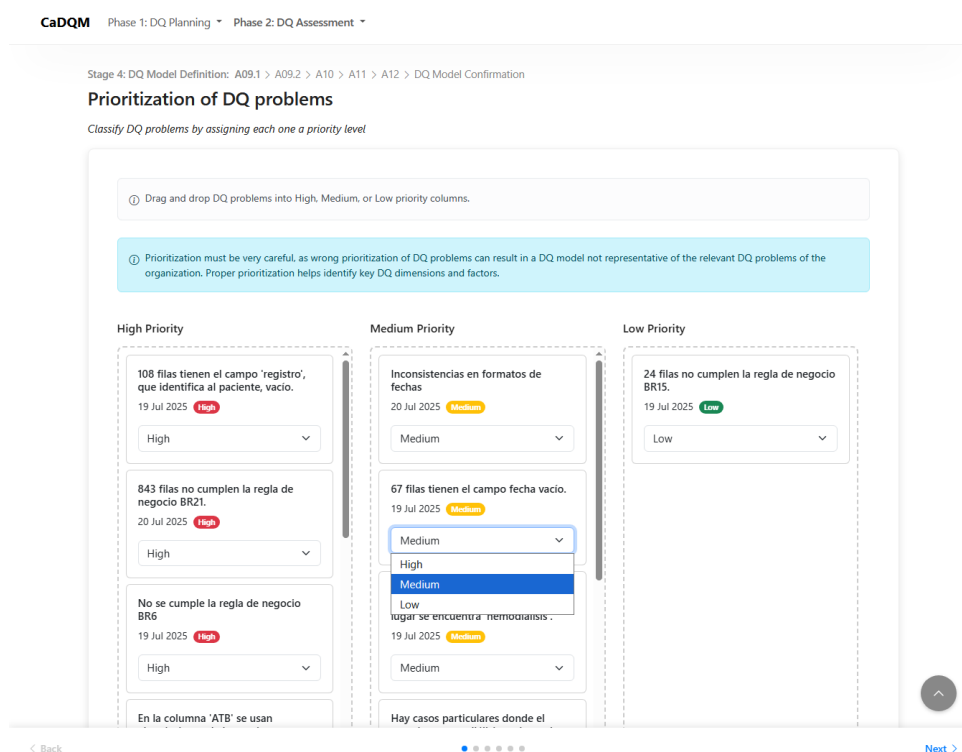 CaDQM Phase 1: DQ Planning Phase 2: DQ Assessment
Stage 4: DQ Model Definition: A09.1 > A09.2 > A10 > A11 > A12 > DQ Model Confirmation
Prioritization of DQ problems
Classify DQ problems by assigning each one a priority level
Drag and drop DQ problems into High, Medium, or Low priority columns.
Prioritization must be very careful, as wrong prioritization of DQ problems can result in a DQ model not representative of the relevant DQ problems of the
organization. Proper prioritization helps identify key DQ dimensions and factors.
High Priority
108 filas tienen el campo 'registro',
que identifica al paciente, vacío.
19 Jul 2025 High
High
843 filas no cumplen la regla de
negocio BR21.
20 Jul 2025 High
High
No se cumple la regla de negocio
BR6
19 Jul 2025 High
High
En la columna 'ATB' se usan
Medium Priority
Inconsistencias en formatos de
fechas
20 Jul 2025 Medium
Medium
67 filas tienen el campo fecha vacío.
19 Jul 2025 Medium
Medium
High
Medium
Low
lugar se encuentra 'hemodialisis'.
19 Jul 2025 Medium
Medium
Hay casos particulares donde el
Low Priority
24 filas no cumplen la regla de negocio
BR15.
19 Jul 2025 Low
Low
< Back
Next >